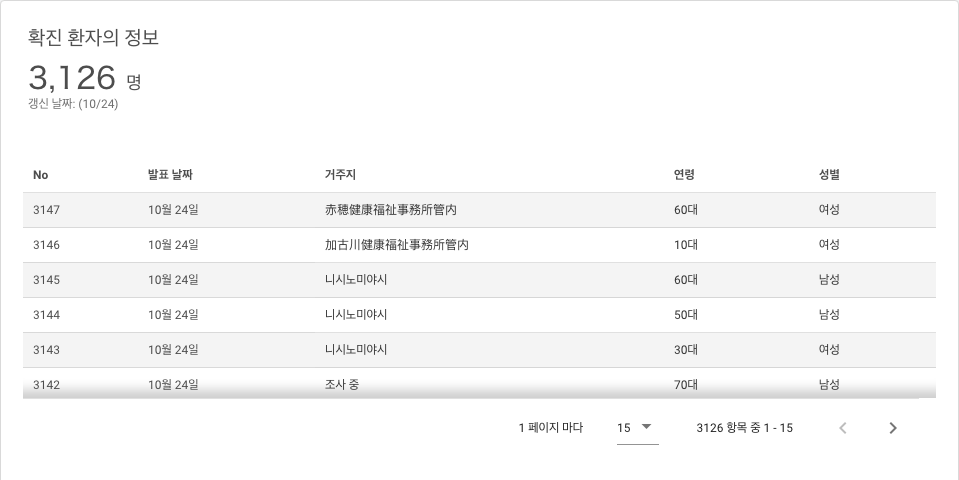 확진 환자의 정보
3,126 명
갱신 날짜: (10/24)
No 발표 날짜 거주지 연령 성별
3147 10월 24일 赤穂健康福祉事務所管内 60대 여성
3146 10월 24일 加古川健康福祉事務所管内 10대 여성
3145 10월 24일 니시노미야시 60대 남성
3144 10월 24일 니시노미야시 50대 남성
3143 10월 24일 니시노미야시 30대 여성
3142 10월 24일 조사 중 70대 남성
1 페이지 마다 15 3126 항목 중 1 - 15